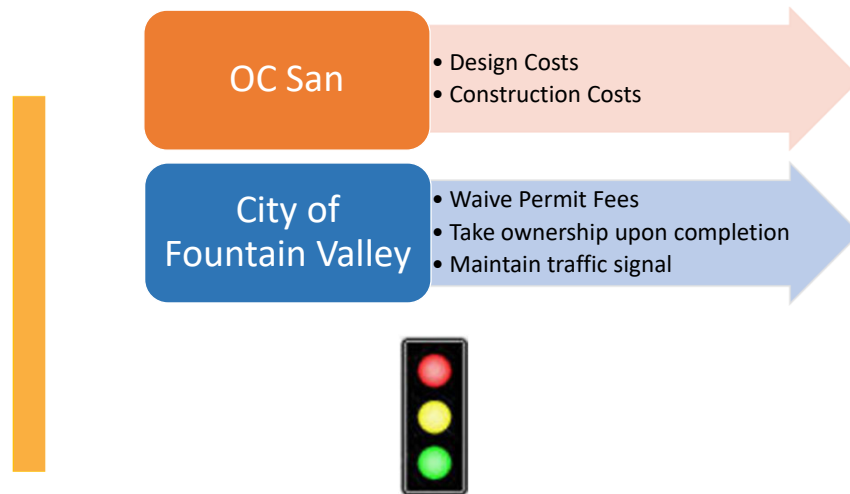 OC San
• Design Costs
• Construction Costs
City of
Fountain Valley
• Waive Permit Fees
• Take ownership upon completion
• Maintain traffic signal